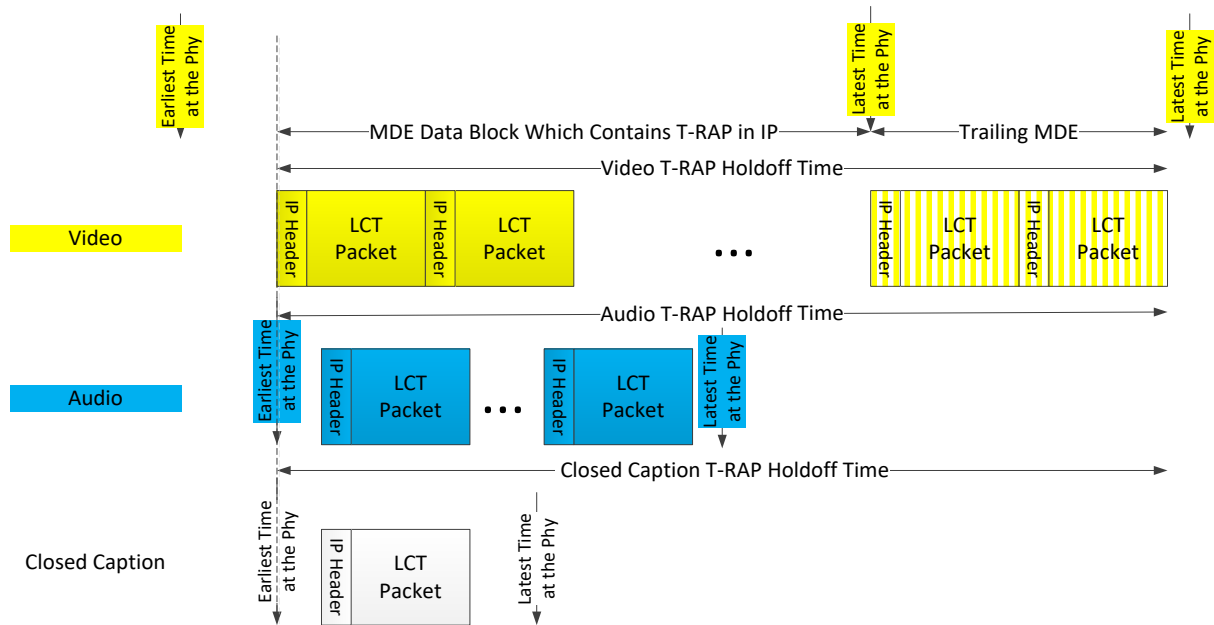 Earliest Time
at the Phy
Latest Time
at the Phy
Latest Time
at the Phy
MDE Data Block Which Contains T-RAP in IP
Trailing MDE
Video T-RAP Holdoff Time
Video
IP Header
LCT
Packet
IP Header
LCT
Packet
...
IP Header
LCT
Packet
IP Header
LCT
Packet
Audio T-RAP Holdoff Time
Audio
Earliest Time
at the Phy
IP Header
LCT
Packet
...
IP Header
LCT
Packet
Latest Time
at the Phy
Closed Caption T-RAP Holdoff Time
Closed Caption
Earliest Time
at the Phy
IP Header
LCT
Packet
Latest Time
at the Phy